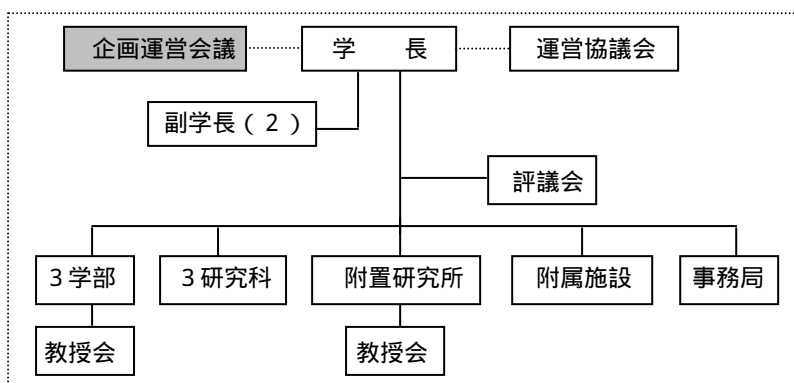 企画運営会議
学　　長
運営協議会
副学長（２）
評議会
３学部
３研究科
附置研究所
附属施設
事務局
教授会
教授会